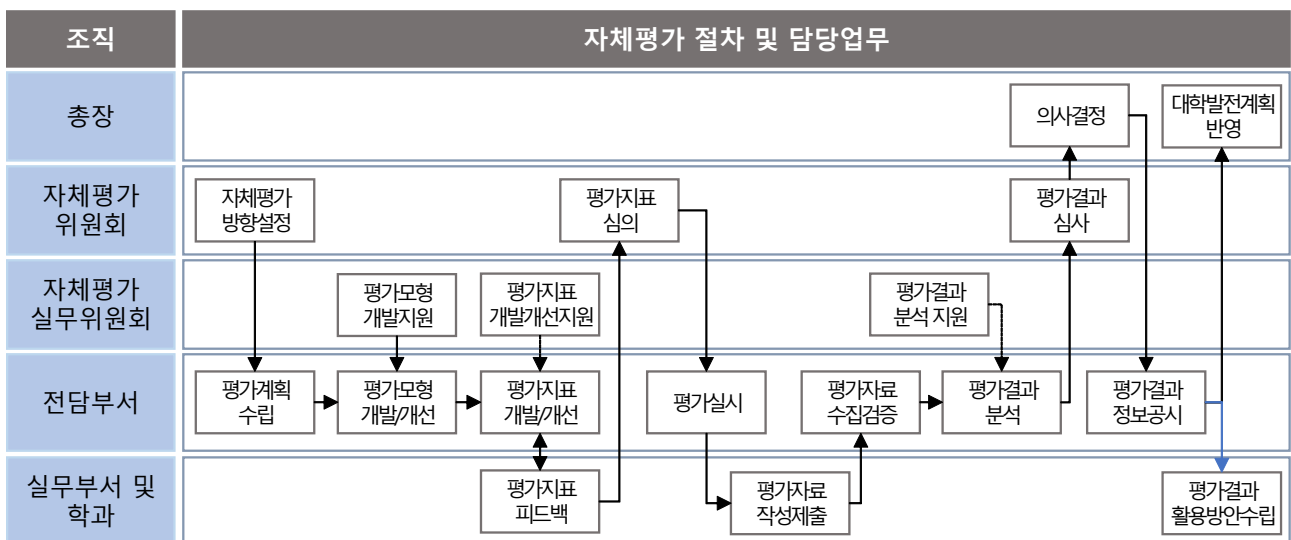 조직
자체평가 절차 및 담당업무
총장
의사결정
대학발전계획
반영
자체평가
위원회
자체평가
방향설정
평가지표
심의
평가결과
심사
자체평가
실무위원회
평가모형
개발지원
평가지표
개발개선지원
평가결과
분석 지원
전담부서
평가계획
수립
평가모형
개발/개선
평가지표
개발/개선
평가실시
평가자료
수집검증
평가결과
분석
평가결과
정보공시
실무부서 및
학과
평가지표
피드백
평가자료
작성제출
평가결과
활용방안수립